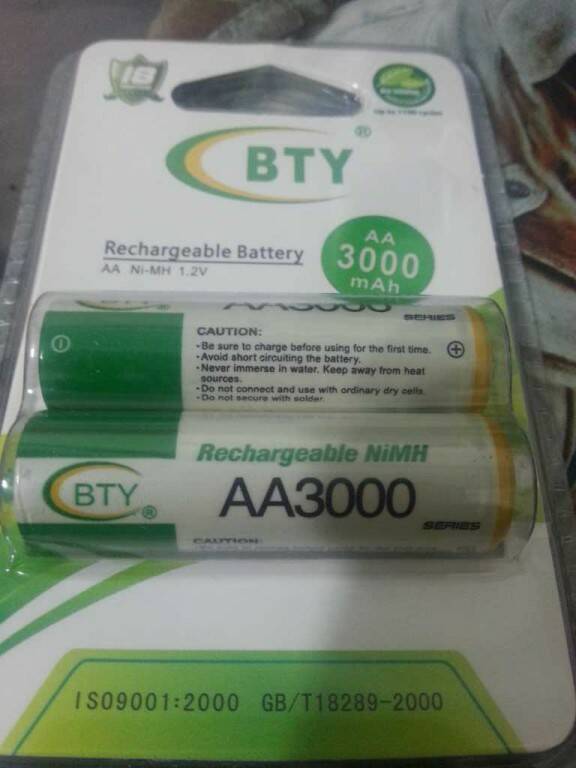 BTY®
Rechargeable Battery
AA Ni-MH 1.2V
AA
3000
mAh
BTY
SERIES
CAUTION:
-Be sure to charge before using for the first time.
-Avoid short circuiting the battery.
-Never immerse in water. Keep away from heat
sources.
-Do not connect and use with ordinary dry cells.
-Do not secure with solder.
Rechargeable NiMH
BTY®
AA3000
SERIES
CAUTION:
ISO9001:2000 GB/T18289-2000